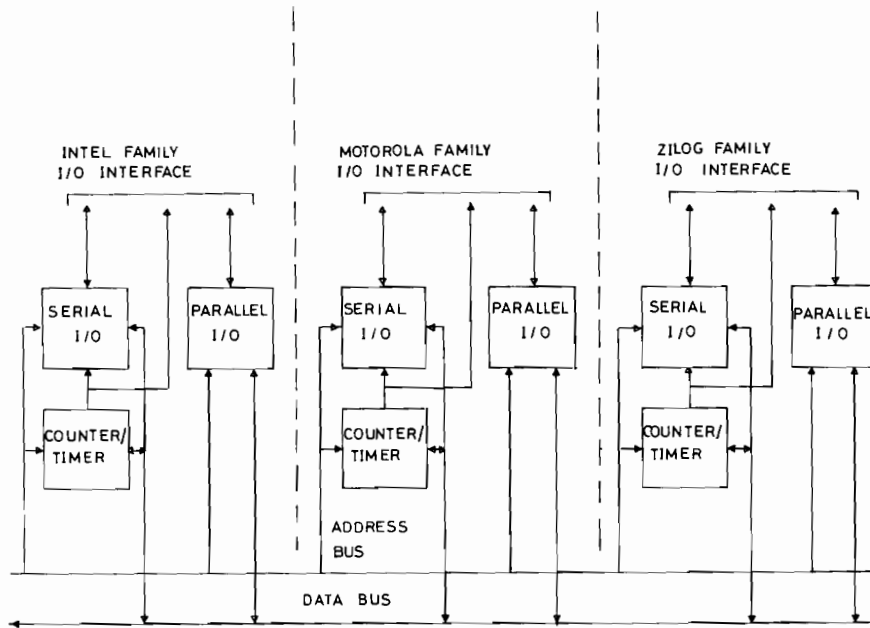 INTEL FAMILY
I/O INTERFACE
MOTOROLA FAMILY
I/O INTERFACE
ZILOG FAMILY
I/O INTERFACE
SERIAL
I/O
PARALLEL
I/O
SERIAL
I/O
PARALLEL
I/O
SERIAL
I/O
PARALLEL
I/O
COUNTER/
TIMER
COUNTER/
TIMER
COUNTER/
TIMER
ADDRESS
BUS
DATA BUS